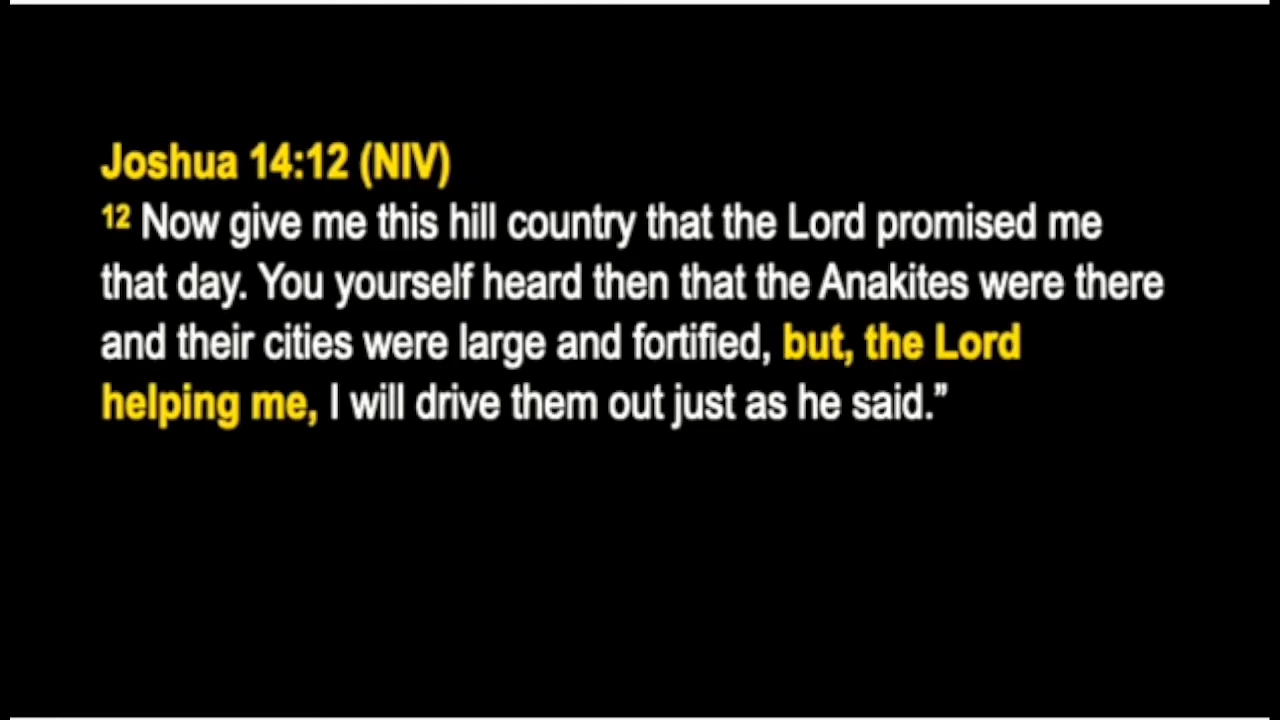 Joshua 14:12 (NIV)
12 Now give me this hill country that the Lord promised me
that day. You yourself heard then that the Anakites were there
and their cities were large and fortified, but, the Lord
helping me, I will drive them out just as he said.”